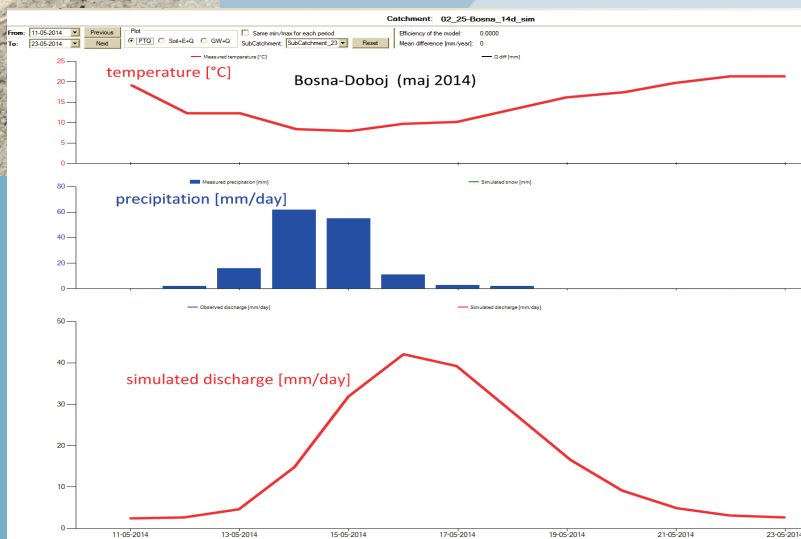 Catchment: 02_25-Bosna_14d_sim
From: 11-05-2014 Previous Plot Same min/max for each period Efficiency of the model: 0.0000
To: 23-05-2014 Next PTQ Soil+E+Q GW+Q SubCatchment: SubCatchment_23 Reset Mean difference [mm/year]: 0
Measured temperature [°C] Q diff [mm]
temperature [°C]
Bosna-Doboj (maj 2014)
25
20
15
10
5
0
Measured precipitation [mm] Simulated snow [mm]
precipitation [mm/day]
80
60
40
20
0
Observed discharge [mm/day] Simulated discharge [mm/day]
50
40
simulated discharge [mm/day]
30
20
10
0
11-05-2014 13-05-2014 15-05-2014 17-05-2014 19-05-2014 21-05-2014 23-05-2014